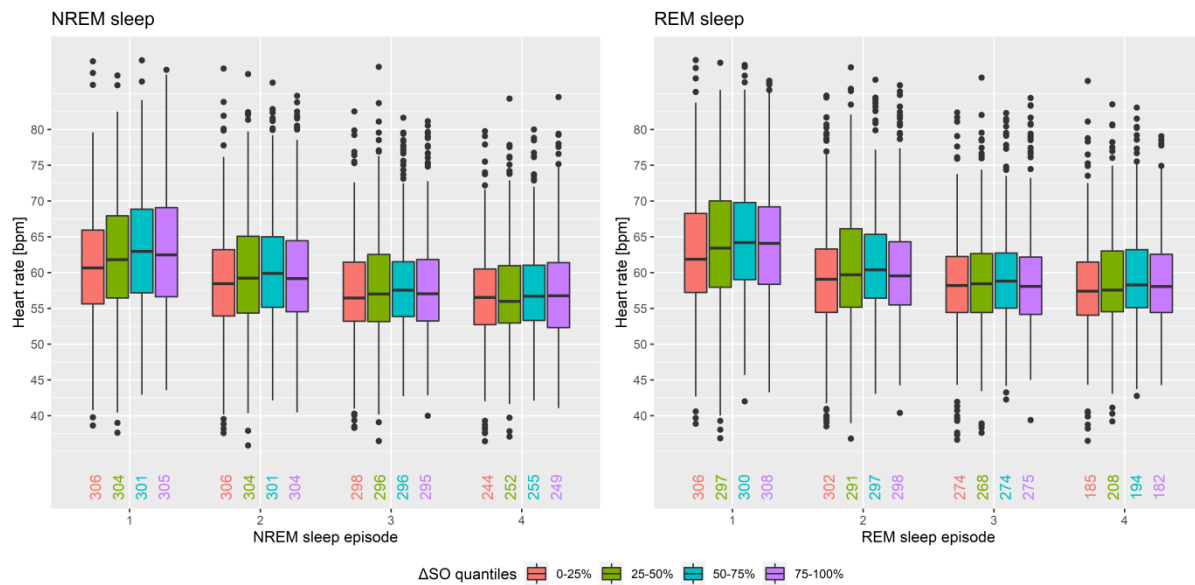 NREM sleep
Heart rate [bpm]
80
75
70
65
60
55
50
45
40
306 304 301 305 306 304 301 304 298 296 296 295 244 252 255 249
1 2 3 4
NREM sleep episode
REM sleep
Heart rate [bpm]
80
75
70
65
60
55
50
45
40
306 297 300 308 302 291 297 298 274 268 274 275 185 208 194 182
1 2 3 4
REM sleep episode
ΔSO quantiles 0-25% 25-50% 50-75% 75-100%